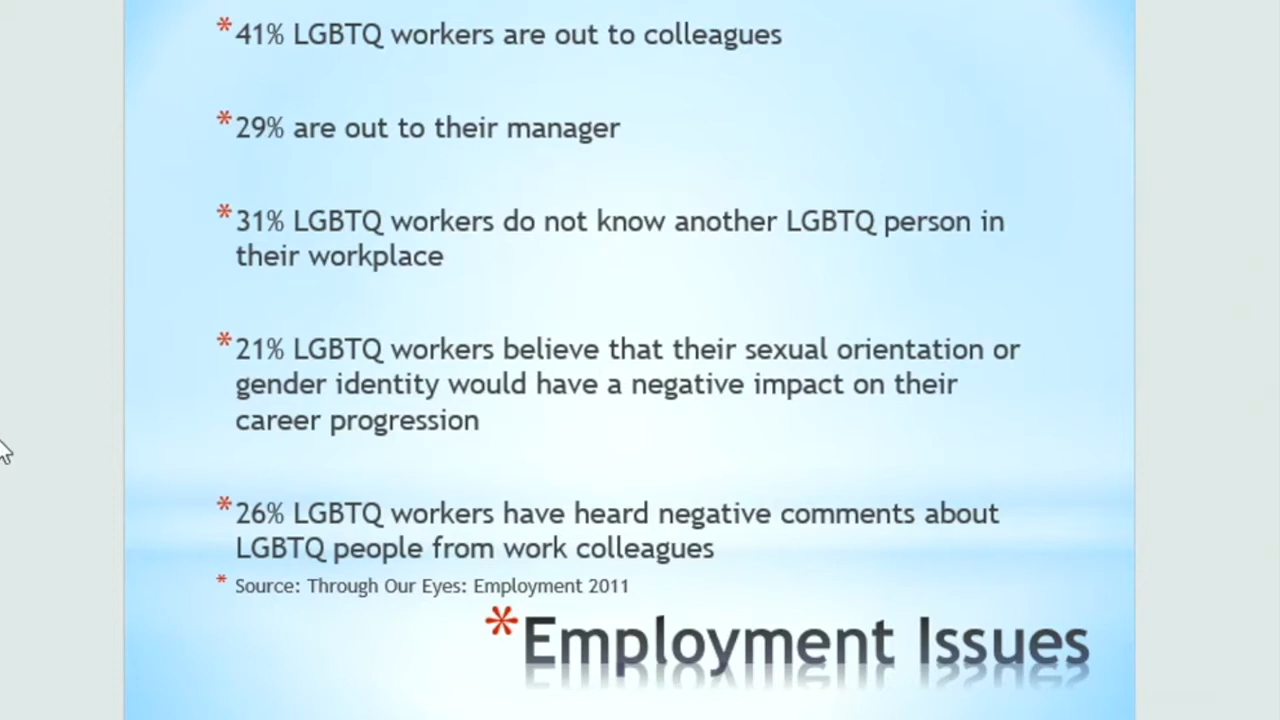 *41% LGBTQ workers are out to colleagues
*29% are out to their manager
*31% LGBTQ workers do not know another LGBTQ person in
their workplace
*21% LGBTQ workers believe that their sexual orientation or
gender identity would have a negative impact on their
career progression
*26% LGBTQ workers have heard negative comments about
LGBTQ people from work colleagues
* Source: Through Our Eyes: Employment 2011
*Employment Issues